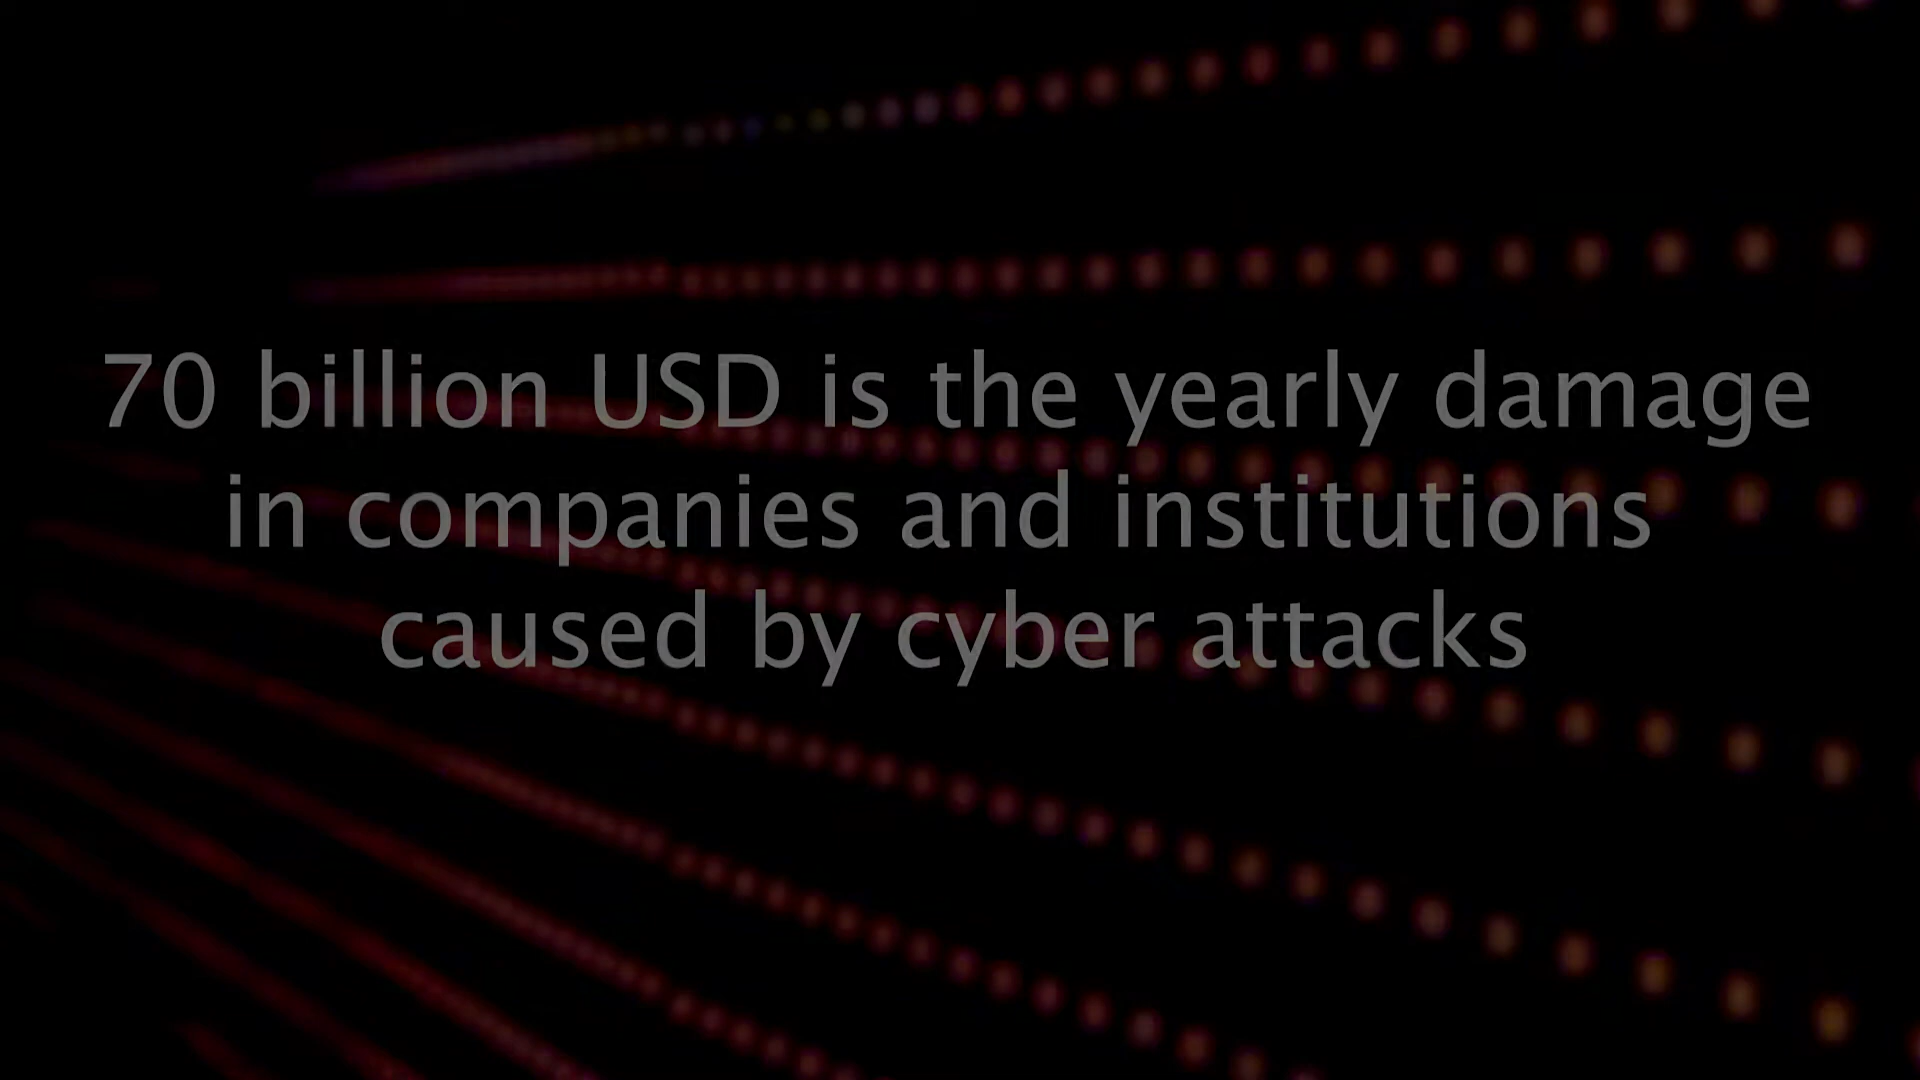 70 billion USD is the yearly damage
in companies and institutions
caused by cyber attacks